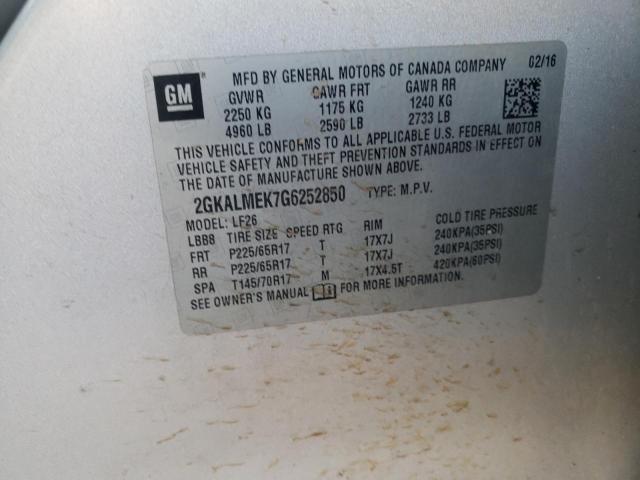 GM
MFD BY GENERAL MOTORS OF CANADA COMPANY 02/16
GVWR GAWR FRT GAWR RR
2250 KG 1175 KG 1240 KG
4960 LB 2590 LB 2733 LB
THIS VEHICLE CONFORMS TO ALL APPLICABLE U.S. FEDERAL MOTOR
VEHICLE SAFETY AND THEFT PREVENTION STANDARDS IN EFFECT ON
THE DATE OF MANUFACTURE SHOWN ABOVE.
2GKALMEK7G6252850 TYPE: M.P.V.
MODEL: LF26
LBB8 TIRE SIZE SPEED RTG RIM COLD TIRE PRESSURE
FRT P225/65R17 T 17X7J 240KPA(35PSI)
RR P225/65R17 T 17X7J 240KPA(35PSI)
SPA T145/70R17 M 17X4.5T 420KPA(60PSI)
SEE OWNER'S MANUAL FOR MORE INFORMATION.